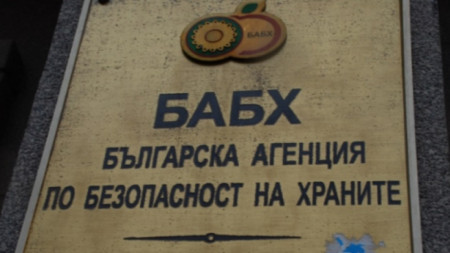 БАБХ
БАБХ
БЪЛГАРСКА АГЕНЦИЯ
ПО БЕЗОПАСНОСТ НА ХРАНИТЕ